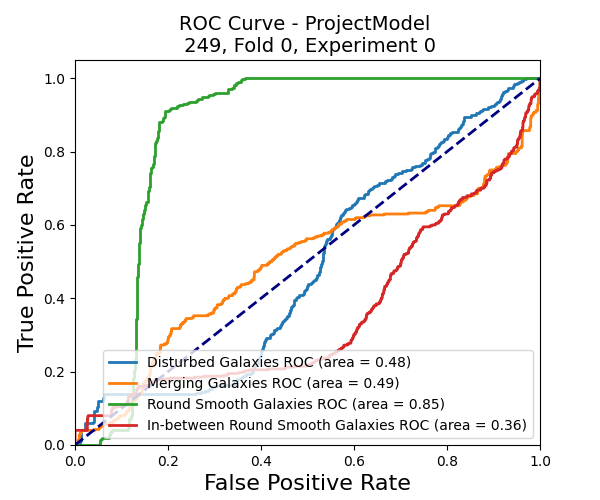 ROC Curve - ProjectModel
249, Fold 0, Experiment 0
True Positive Rate
1.0
0.8
0.6
0.4
0.2
0.0
Disturbed Galaxies ROC (area = 0.48)
Merging Galaxies ROC (area = 0.49)
Round Smooth Galaxies ROC (area = 0.85)
In-between Round Smooth Galaxies ROC (area = 0.36)
0.0 0.2 0.4 0.6 0.8 1.0
False Positive Rate